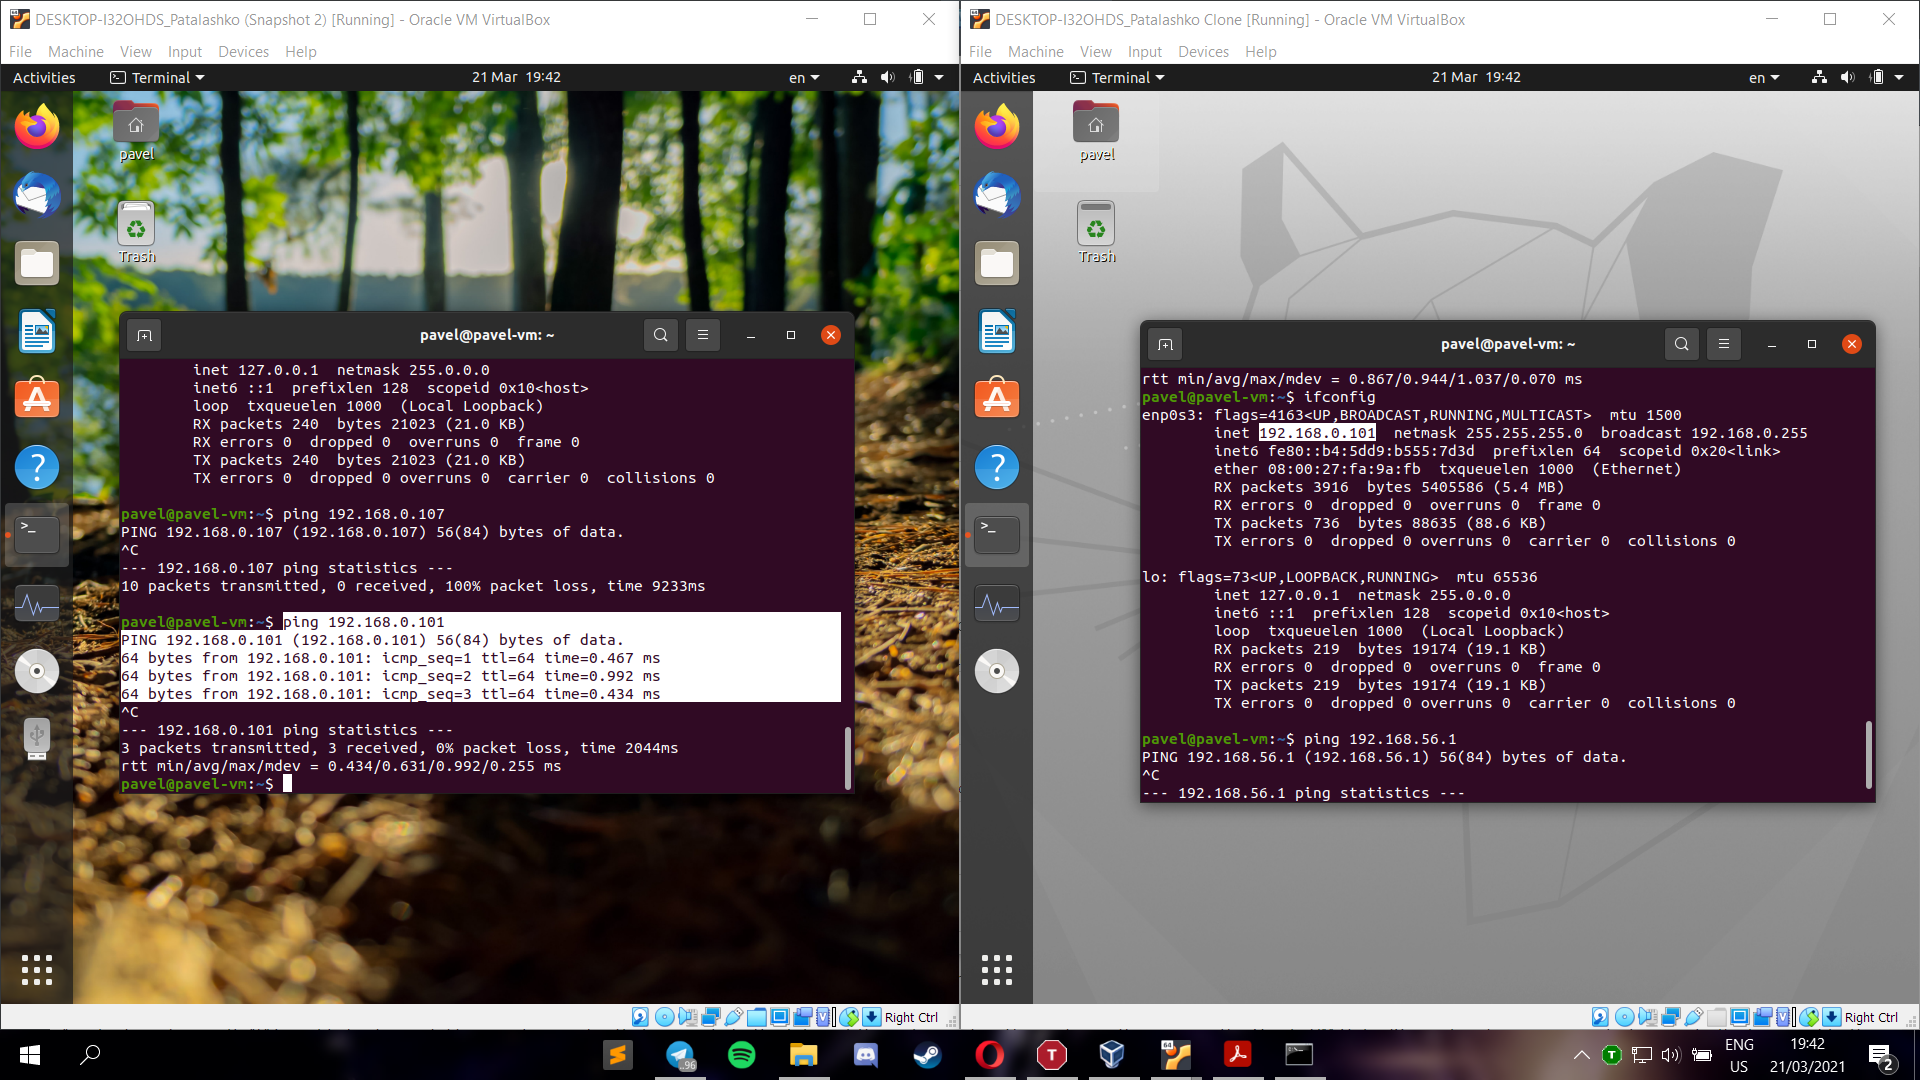 DESKTOP-I32OHDS_Patalashko (Snapshot 2) [Running] - Oracle VM VirtualBox
File Machine View Input Devices Help
Activities Terminal 21 Mar 19:42 en
pavel
Trash
pavel@pavel-vm: ~
inet 127.0.0.1 netmask 255.0.0.0
inet6 ::1 prefixlen 128 scopeid 0x10<host>
loop txqueuelen 1000 (Local Loopback)
RX packets 240 bytes 21023 (21.0 KB)
RX errors 0 dropped 0 overruns 0 frame 0
TX packets 240 bytes 21023 (21.0 KB)
TX errors 0 dropped 0 overruns 0 carrier 0 collisions 0
pavel@pavel-vm:~$ ping 192.168.0.107
PING 192.168.0.107 (192.168.0.107) 56(84) bytes of data.
^C
--- 192.168.0.107 ping statistics ---
10 packets transmitted, 0 received, 100% packet loss, time 9233ms
pavel@pavel-vm:~$ ping 192.168.0.101
PING 192.168.0.101 (192.168.0.101) 56(84) bytes of data.
64 bytes from 192.168.0.101: icmp_seq=1 ttl=64 time=0.467 ms
64 bytes from 192.168.0.101: icmp_seq=2 ttl=64 time=0.992 ms
64 bytes from 192.168.0.101: icmp_seq=3 ttl=64 time=0.434 ms
^C
--- 192.168.0.101 ping statistics ---
3 packets transmitted, 3 received, 0% packet loss, time 2044ms
rtt min/avg/max/mdev = 0.434/0.631/0.992/0.255 ms
pavel@pavel-vm:~$
Right Ctrl
DESKTOP-I32OHDS_Patalashko Clone [Running] - Oracle VM VirtualBox
File Machine View Input Devices Help
Activities Terminal 21 Mar 19:42 en
pavel
Trash
pavel@pavel-vm: ~
rtt min/avg/max/mdev = 0.867/0.944/1.037/0.070 ms
pavel@pavel-vm:~$ ifconfig
enp0s3: flags=4163<UP,BROADCAST,RUNNING,MULTICAST> mtu 1500
inet 192.168.0.101 netmask 255.255.255.0 broadcast 192.168.0.255
inet6 fe80::b4:5dd9:b555:7d3d prefixlen 64 scopeid 0x20<link>
ether 08:00:27:fa:9a:fb txqueuelen 1000 (Ethernet)
RX packets 3916 bytes 5405586 (5.4 MB)
RX errors 0 dropped 0 overruns 0 frame 0
TX packets 736 bytes 88635 (88.6 KB)
TX errors 0 dropped 0 overruns 0 carrier 0 collisions 0
lo: flags=73<UP,LOOPBACK,RUNNING> mtu 65536
inet 127.0.0.1 netmask 255.0.0.0
inet6 ::1 prefixlen 128 scopeid 0x10<host>
loop txqueuelen 1000 (Local Loopback)
RX packets 219 bytes 19174 (19.1 KB)
RX errors 0 dropped 0 overruns 0 frame 0
TX packets 219 bytes 19174 (19.1 KB)
TX errors 0 dropped 0 overruns 0 carrier 0 collisions 0
pavel@pavel-vm:~$ ping 192.168.56.1
PING 192.168.56.1 (192.168.56.1) 56(84) bytes of data.
^C
--- 192.168.56.1 ping statistics ---
Right Ctrl
96
64
ENG
US
19:42
21/03/2021
2